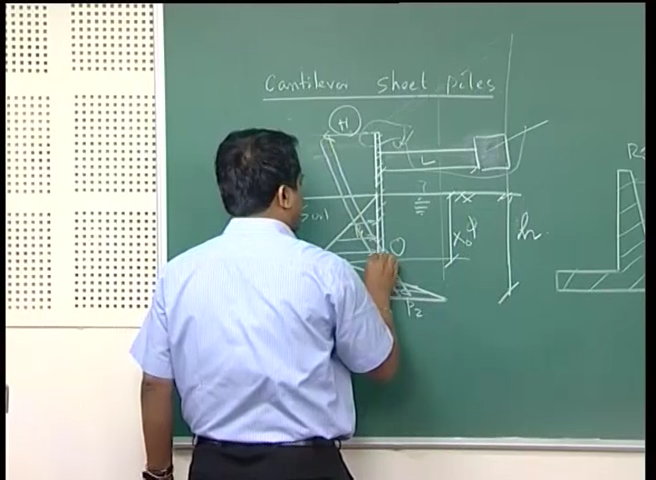 Cantilever sheet piles
H
L
Soil
x₀
h
O
P₂
R